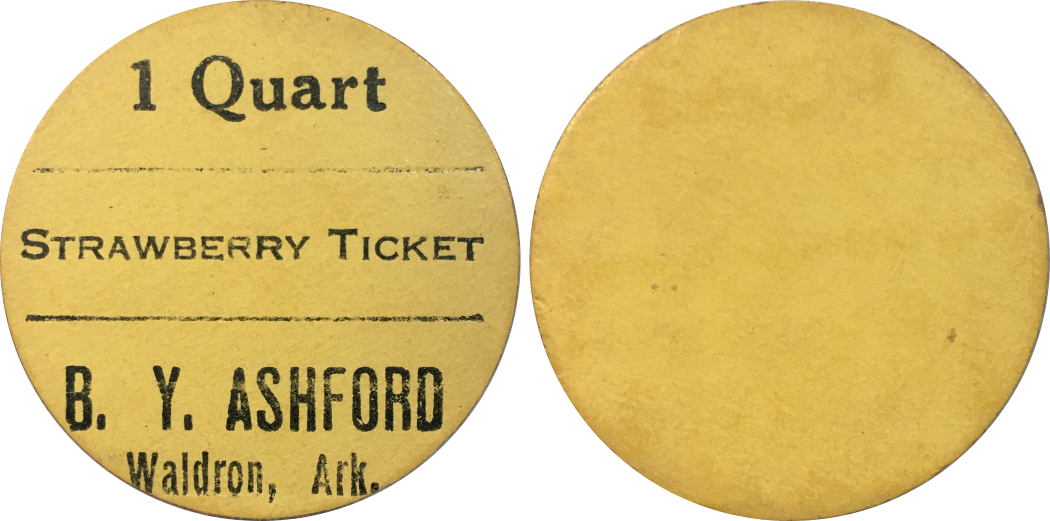 1 Quart
STRAWBERRY TICKET
B. Y. ASHFORD
Waldron, Ark.